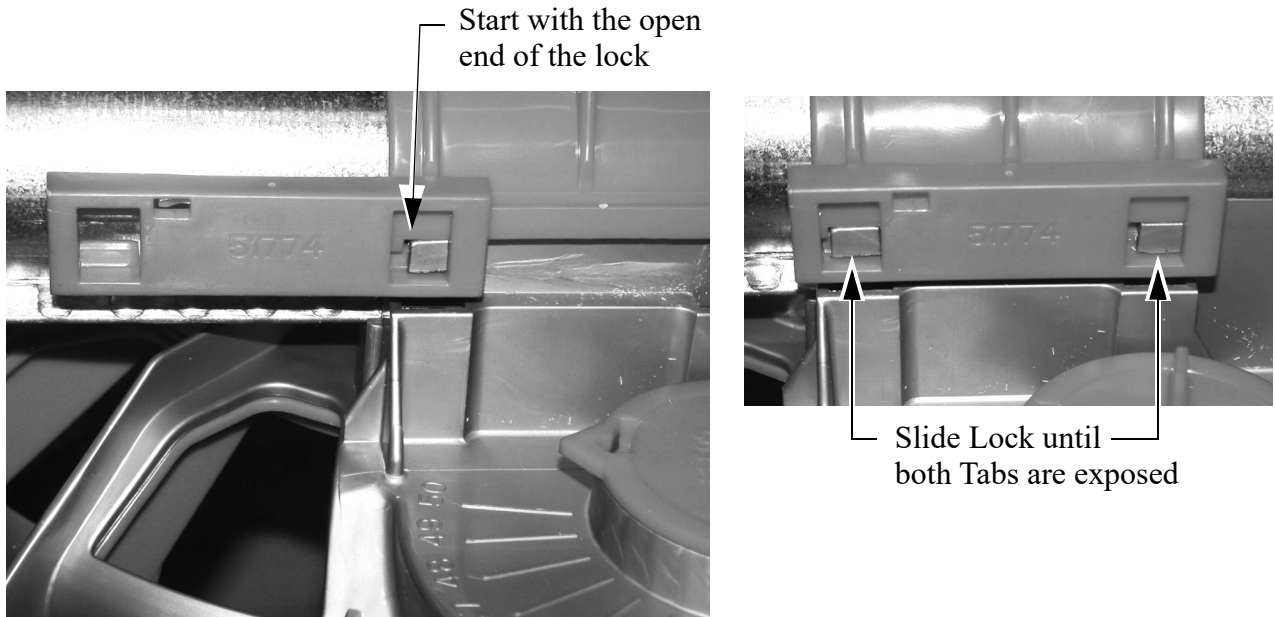 Start with the open
end of the lock
51774
51774
48 49 50
Slide Lock until
both Tabs are exposed